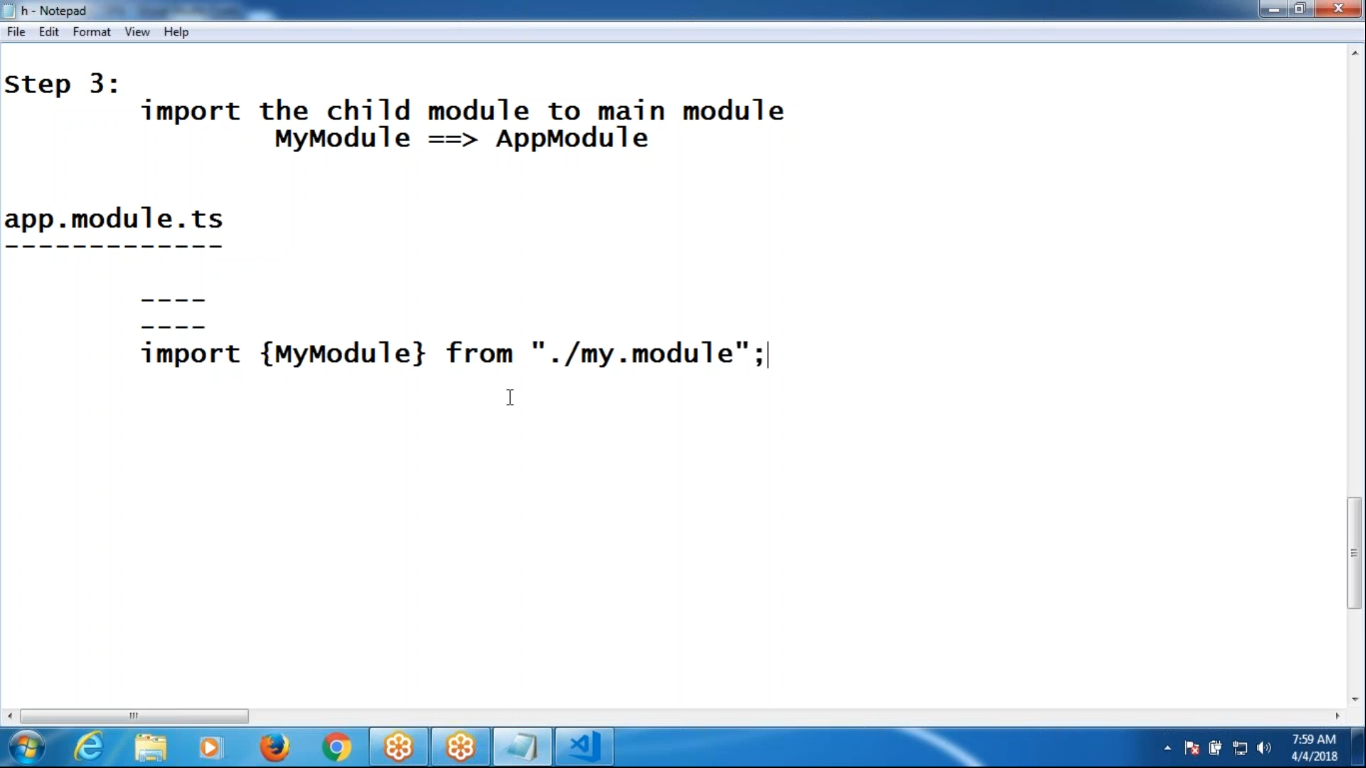 h - Notepad
File Edit Format View Help
Step 3:
import the child module to main module
MyModule ==> AppModule
app.module.ts
-------------
----
----
import {MyModule} from "./my.module";
7:59 AM
4/4/2018